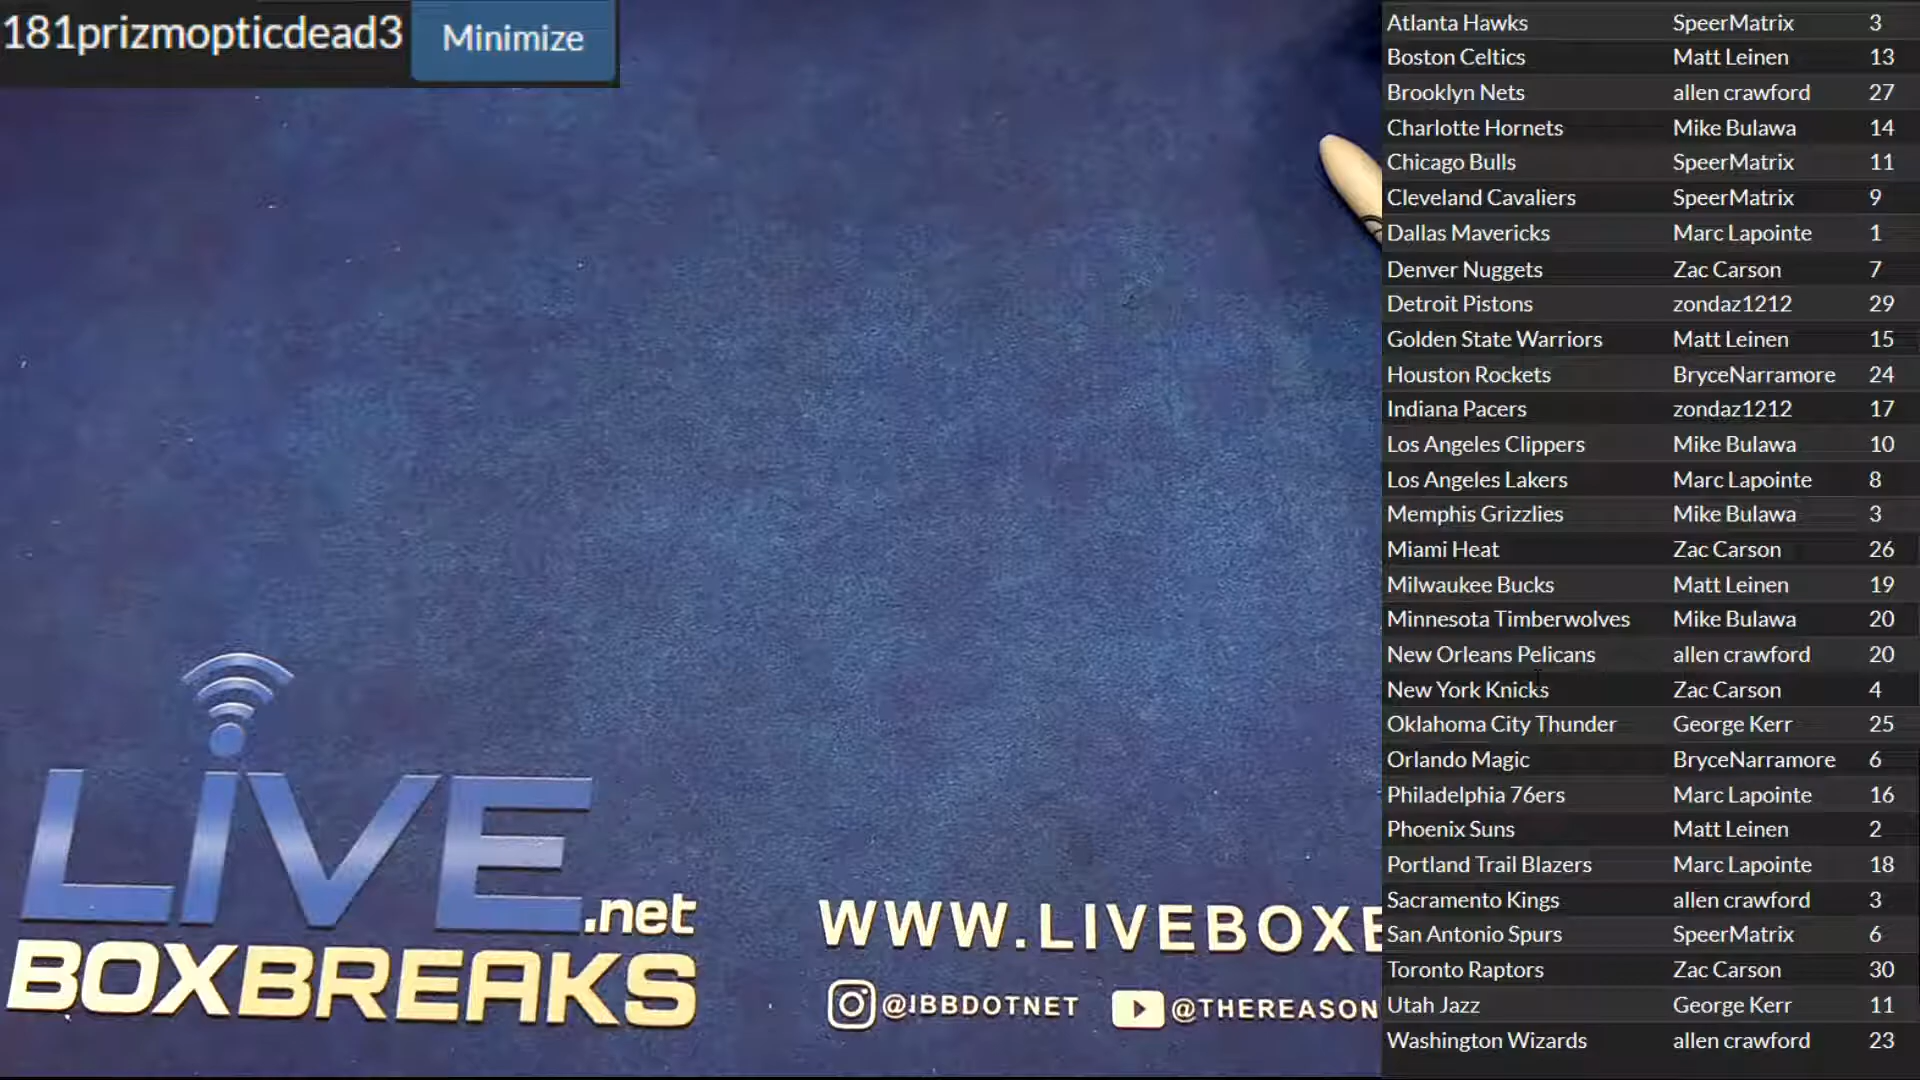 181prizmopticdead3 Minimize
Atlanta Hawks SpeerMatrix 3
Boston Celtics Matt Leinen 13
Brooklyn Nets allen crawford 27
Charlotte Hornets Mike Bulawa 14
Chicago Bulls SpeerMatrix 11
Cleveland Cavaliers SpeerMatrix 9
Dallas Mavericks Marc Lapointe 1
Denver Nuggets Zac Carson 7
Detroit Pistons zondaz1212 29
Golden State Warriors Matt Leinen 15
Houston Rockets BryceNarramore 24
Indiana Pacers zondaz1212 17
Los Angeles Clippers Mike Bulawa 10
Los Angeles Lakers Marc Lapointe 8
Memphis Grizzlies Mike Bulawa 3
Miami Heat Zac Carson 26
Milwaukee Bucks Matt Leinen 19
Minnesota Timberwolves Mike Bulawa 20
New Orleans Pelicans allen crawford 20
New York Knicks Zac Carson 4
Oklahoma City Thunder George Kerr 25
Orlando Magic BryceNarramore 6
Philadelphia 76ers Marc Lapointe 16
Phoenix Suns Matt Leinen 2
Portland Trail Blazers Marc Lapointe 18
Sacramento Kings allen crawford 3
San Antonio Spurs SpeerMatrix 6
Toronto Raptors Zac Carson 30
Utah Jazz George Kerr 11
Washington Wizards allen crawford 23
LIVE.net
BOXBREAKS
WWW.LIVEBOXB
@JBBDOTNET @THEREASON